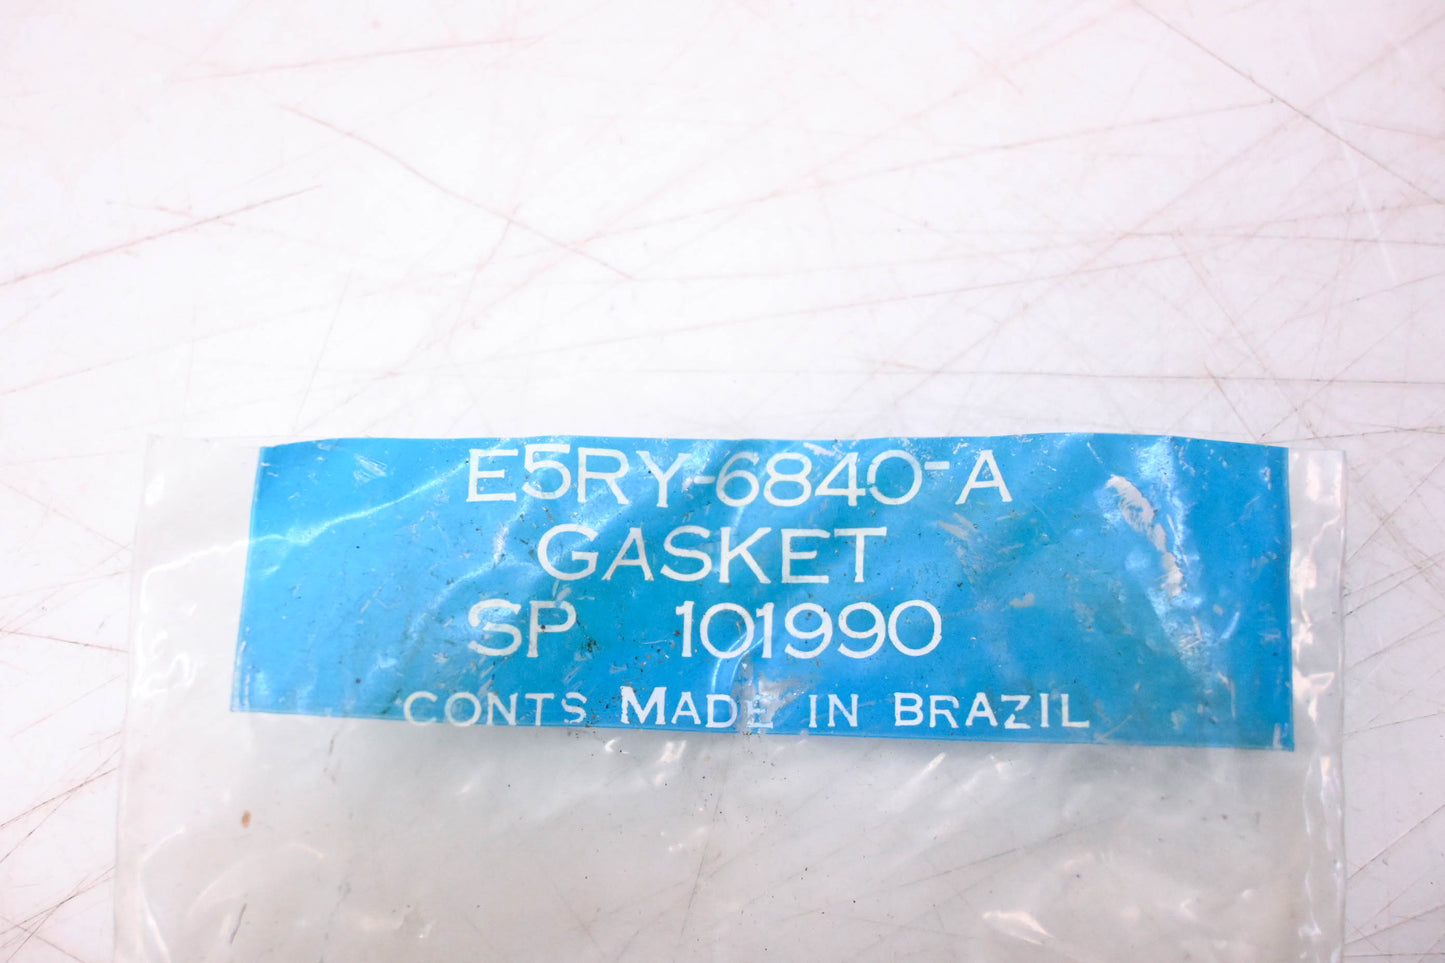 E5RY-6840-A
GASKET
SP 101990
CONTS MADE IN BRAZIL